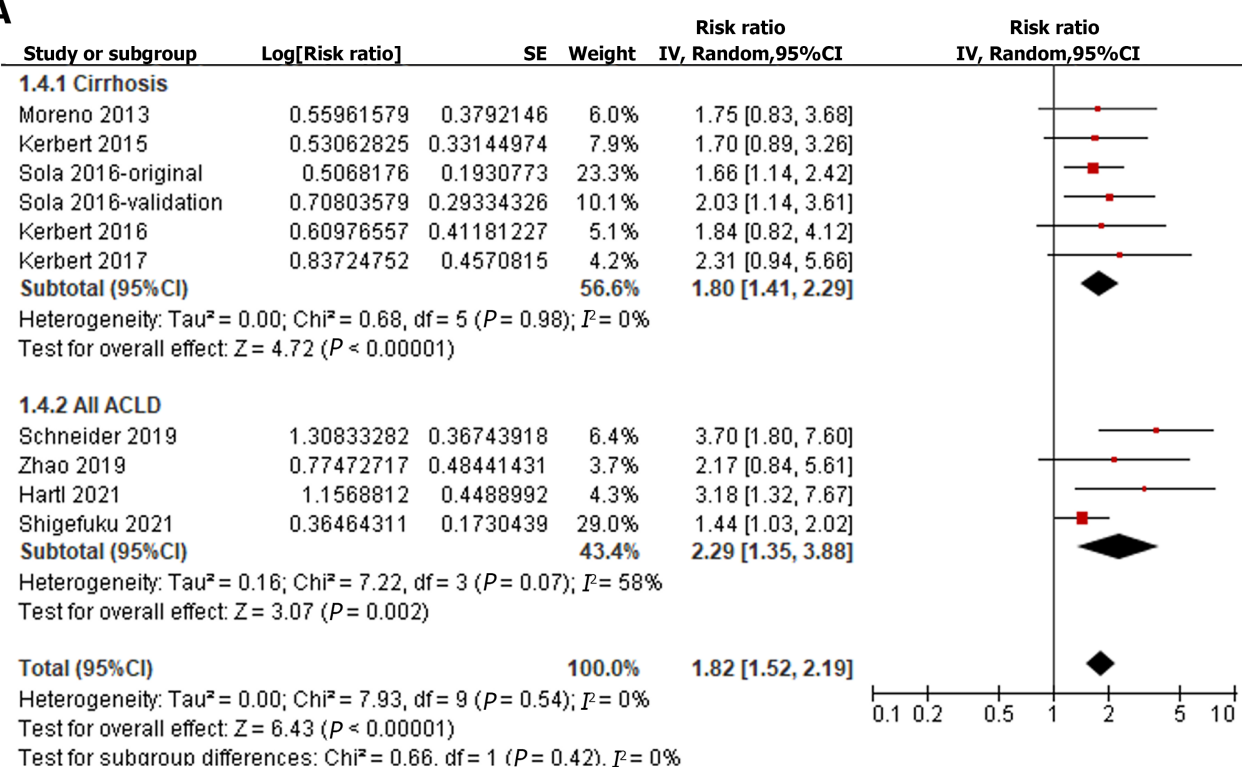 A
Risk ratio Risk ratio
Study or subgroup Log[Risk ratio] SE Weight IV, Random,95%CI IV, Random,95%CI
1.4.1 Cirrhosis
Moreno 2013 0.55961579 0.3792146 6.0% 1.75 [0.83, 3.68]
Kerbert 2015 0.53062825 0.33144974 7.9% 1.70 [0.89, 3.26]
Sola 2016-original 0.5068176 0.1930773 23.3% 1.66 [1.14, 2.42]
Sola 2016-validation 0.70803579 0.29334326 10.1% 2.03 [1.14, 3.61]
Kerbert 2016 0.60976557 0.41181227 5.1% 1.84 [0.82, 4.12]
Kerbert 2017 0.83724752 0.4570815 4.2% 2.31 [0.94, 5.66]
Subtotal (95%CI) 56.6% 1.80 [1.41, 2.29]
Heterogeneity: Tau² = 0.00; Chi² = 0.68, df = 5 (P = 0.98); I² = 0%
Test for overall effect: Z = 4.72 (P < 0.00001)
1.4.2 All ACLD
Schneider 2019 1.30833282 0.36743918 6.4% 3.70 [1.80, 7.60]
Zhao 2019 0.77472717 0.48441431 3.7% 2.17 [0.84, 5.61]
Hartl 2021 1.1568812 0.4488992 4.3% 3.18 [1.32, 7.67]
Shigefuku 2021 0.36464311 0.1730439 29.0% 1.44 [1.03, 2.02]
Subtotal (95%CI) 43.4% 2.29 [1.35, 3.88]
Heterogeneity: Tau² = 0.16; Chi² = 7.22, df = 3 (P = 0.07); I² = 58%
Test for overall effect: Z = 3.07 (P = 0.002)
Total (95%CI) 100.0% 1.82 [1.52, 2.19]
Heterogeneity: Tau² = 0.00; Chi² = 7.93, df = 9 (P = 0.54); I² = 0%
0.1 0.2 0.5 1 2 5 10
Test for overall effect: Z = 6.43 (P < 0.00001)
Test for subgroup differences: Chi² = 0.66, df = 1 (P = 0.42), I² = 0%